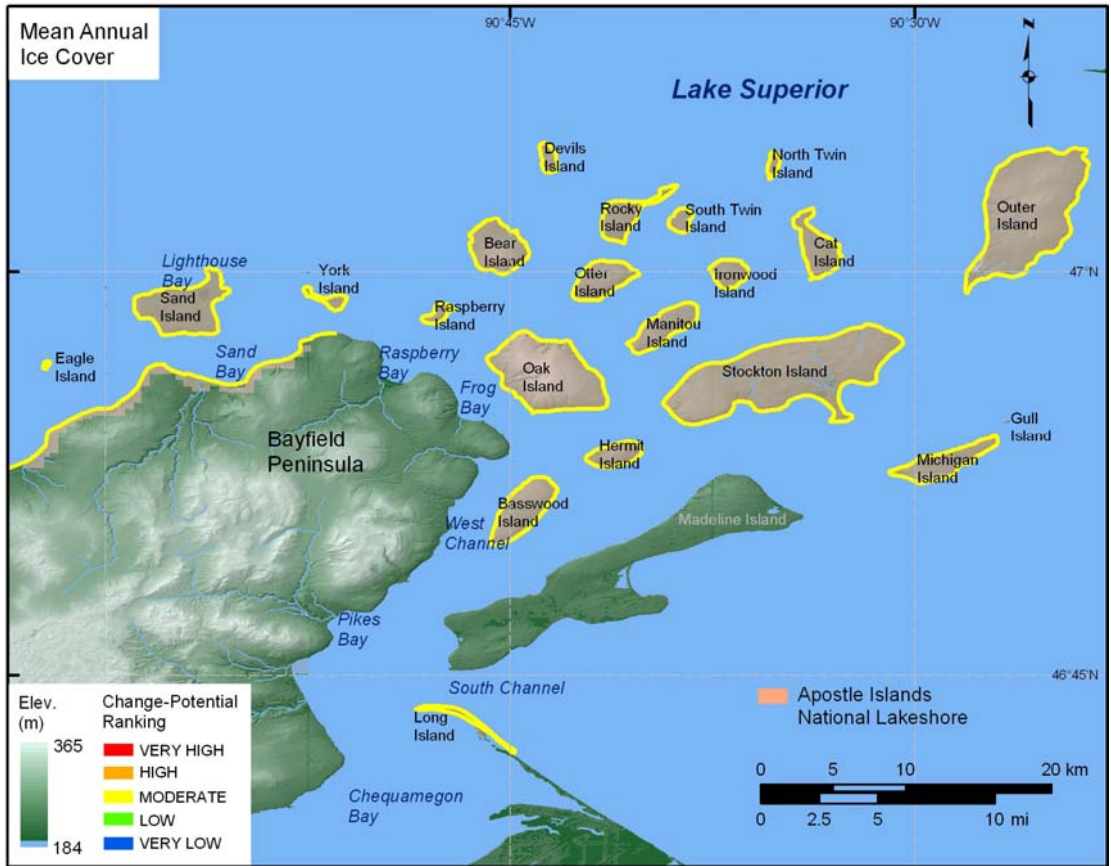 Mean Annual
Ice Cover
90°45'W
90°30'W
N
Lake Superior
Devils
Island
North Twin
Island
Rocky
Island
South Twin
Island
Outer
Island
Bear
Island
Cat
Island
Lighthouse
Bay
York
Island
Otter
Island
Ironwood
Island
47°N
Sand
Island
Raspberry
Island
Manitou
Island
Eagle
Island
Sand
Bay
Raspberry
Bay
Oak
Island
Stockton Island
Frog
Bay
Gull
Island
Bayfield
Peninsula
Hermit
Island
Michigan
Island
Basswood
Island
West
Channel
Madeline Island
Pikes
Bay
46°45'N
South Channel
Long
Island
Chequamegon
Bay
Elev.
(m)
365
184
Change-Potential
Ranking
VERY HIGH
HIGH
MODERATE
LOW
VERY LOW
Apostle Islands
National Lakeshore
0 5 10 20 km
0 2.5 5 10 mi